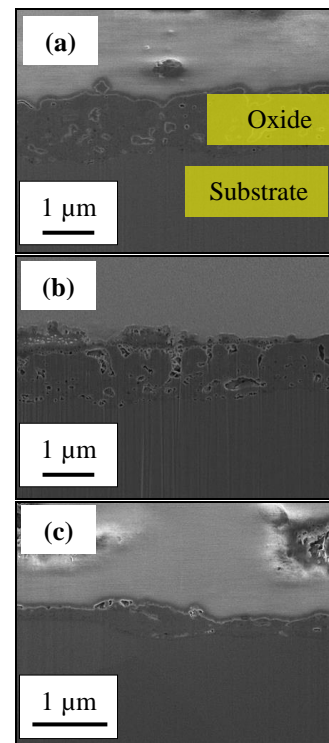 (a)
Oxide
Substrate
1 µm
(b)
1 µm
(c)
1 µm